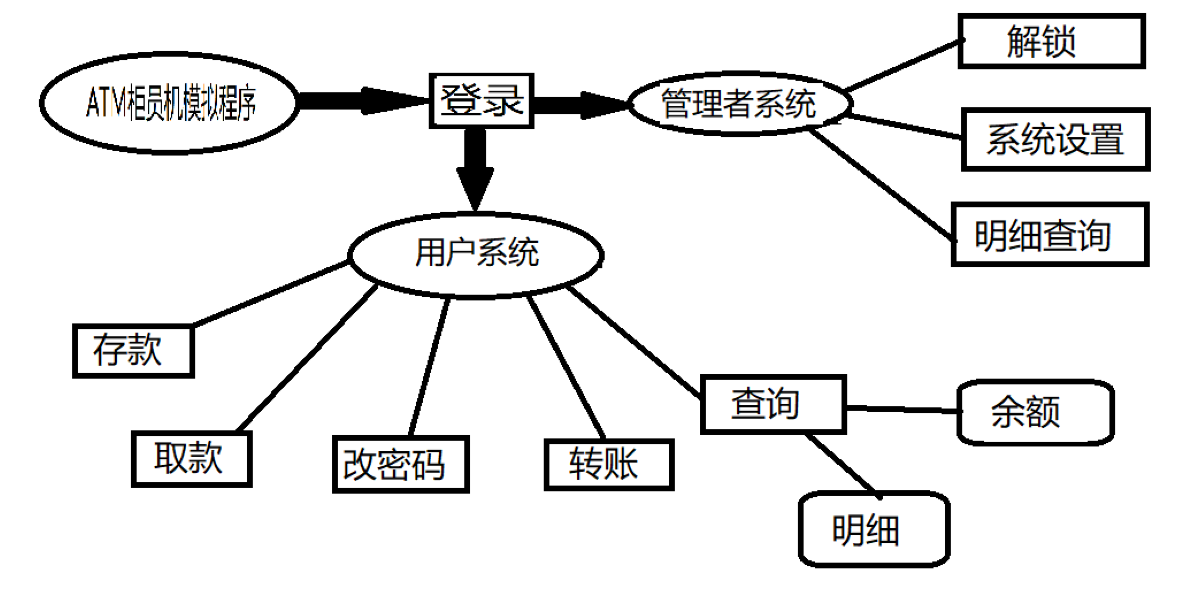 ATM柜员机模拟程序
登录
管理者系统
解锁
系统设置
明细查询
用户系统
存款
取款
改密码
转账
查询
余额
明细